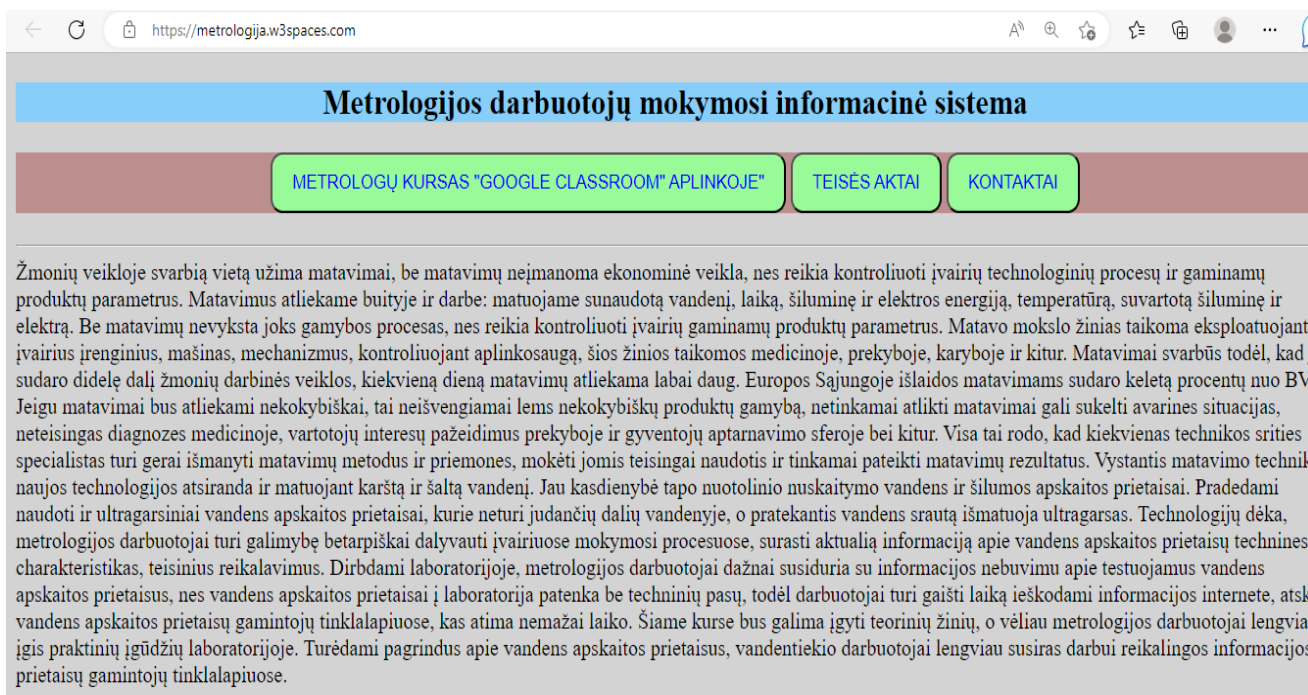 https://metrologija.w3spaces.com
Metrologijos darbuotojų mokymosi informacinė sistema
METROLOGŲ KURSAS "GOOGLE CLASSROOM" APLINKOJE"
TEISĖS AKTAI
KONTAKTAI
Žmonių veikloje svarbią vietą užima matavimai, be matavimų neįmanoma ekonominė veikla, nes reikia kontroliuoti įvairių technologinių procesų ir gaminamų
produktų parametrus. Matavimus atliekame buityje ir darbe: matuojame sunaudotą vandenį, laiką, šiluminę ir elektros energiją, temperatūrą, suvartotą šiluminę ir
elektrą. Be matavimų nevyksta joks gamybos procesas, nes reikia kontroliuoti įvairių gaminamų produktų parametrus. Matavo mokslo žinias taikoma eksploatuojant
įvairius įrenginius, mašinas, mechanizmus, kontroliuojant aplinkosaugą, šios žinios taikomos medicinoje, prekyboje, karyboje ir kitur. Matavimai svarbūs todėl, kad
sudaro didelę dalį žmonių darbinės veiklos, kiekvieną dieną matavimų atliekama labai daug. Europos Sąjungoje išlaidos matavimams sudaro keletą procentų nuo BV
Jeigu matavimai bus atliekami nekokybiškai, tai neišvengiamai lems nekokybiškų produktų gamybą, netinkamai atlikti matavimai gali sukelti avarines situacijas,
neteisingas diagnozes medicinoje, vartotojų interesų pažeidimus prekyboje ir gyventojų aptarnavimo sferoje bei kitur. Visa tai rodo, kad kiekvienas technikos srities
specialistas turi gerai išmanyti matavimų metodus ir priemones, mokėti jomis teisingai naudotis ir tinkamai pateikti matavimų rezultatus. Vystantis matavimo technik
naujos technologijos atsiranda ir matuojant karštą ir šaltą vandenį. Jau kasdienybė tapo nuotolinio nuskaitymo vandens ir šilumos apskaitos prietaisai. Pradedami
naudoti ir ultragarsiniai vandens apskaitos prietaisai, kurie neturi judančių dalių vandenyje, o pratekantis vandens srautą išmatuoja ultragarsas. Technologijų dėka,
metrologijos darbuotojai turi galimybę betarpiškai dalyvauti įvairiuose mokymosi procesuose, surasti aktualią informaciją apie vandens apskaitos prietaisų technines
charakteristikas, teisinius reikalavimus. Dirbdami laboratorijoje, metrologijos darbuotojai dažnai susiduria su informacijos nebuvimu apie testuojamus vandens
apskaitos prietaisus, nes vandens apskaitos prietaisai į laboratorija patenka be techninių pasų, todėl darbuotojai turi gaišti laiką ieškodami informacijos internete, atsk
vandens apskaitos prietaisų gamintojų tinklalapiuose, kas atima nemažai laiko. Šiame kurse bus galima įgyti teorinių žinių, o vėliau metrologijos darbuotojai lengvia
įgis praktinių įgūdžių laboratorijoje. Turėdami pagrindus apie vandens apskaitos prietaisus, vandentiekio darbuotojai lengviau susiras darbui reikalingos informacijos
prietaisų gamintojų tinklalapiuose.